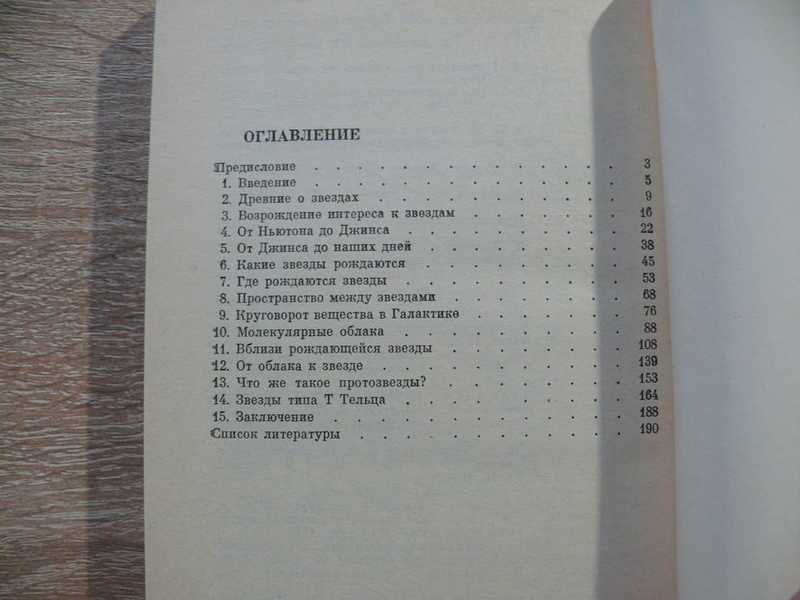 ОГЛАВЛЕНИЕ
Предисловие . . . . . . . . . . . . 3
1. Введение . . . . . . . . . . . . 5
2. Древние о звездах . . . . . . . . . . 9
3. Возрождение интереса к звездам . . . . . . . 16
4. От Ньютона до Джинса . . . . . . . . . 22
5. От Джинса до наших дней . . . . . . . . 38
6. Какие звезды рождаются . . . . . . . . 45
7. Где рождаются звезды . . . . . . . . . 53
8. Пространство между звездами . . . . . . . 68
9. Круговорот вещества в Галактике . . . . . . 76
10. Молекулярные облака . . . . . . . . . 88
11. Вблизи рождающейся звезды . . . . . . . 108
12. От облака к звезде . . . . . . . . . . 139
13. Что же такое протозвезды? . . . . . . . 153
14. Звезды типа Т Тельца . . . . . . . . 164
15. Заключение . . . . . . . . . . . 188
Список литературы . . . . . . . . . . 190